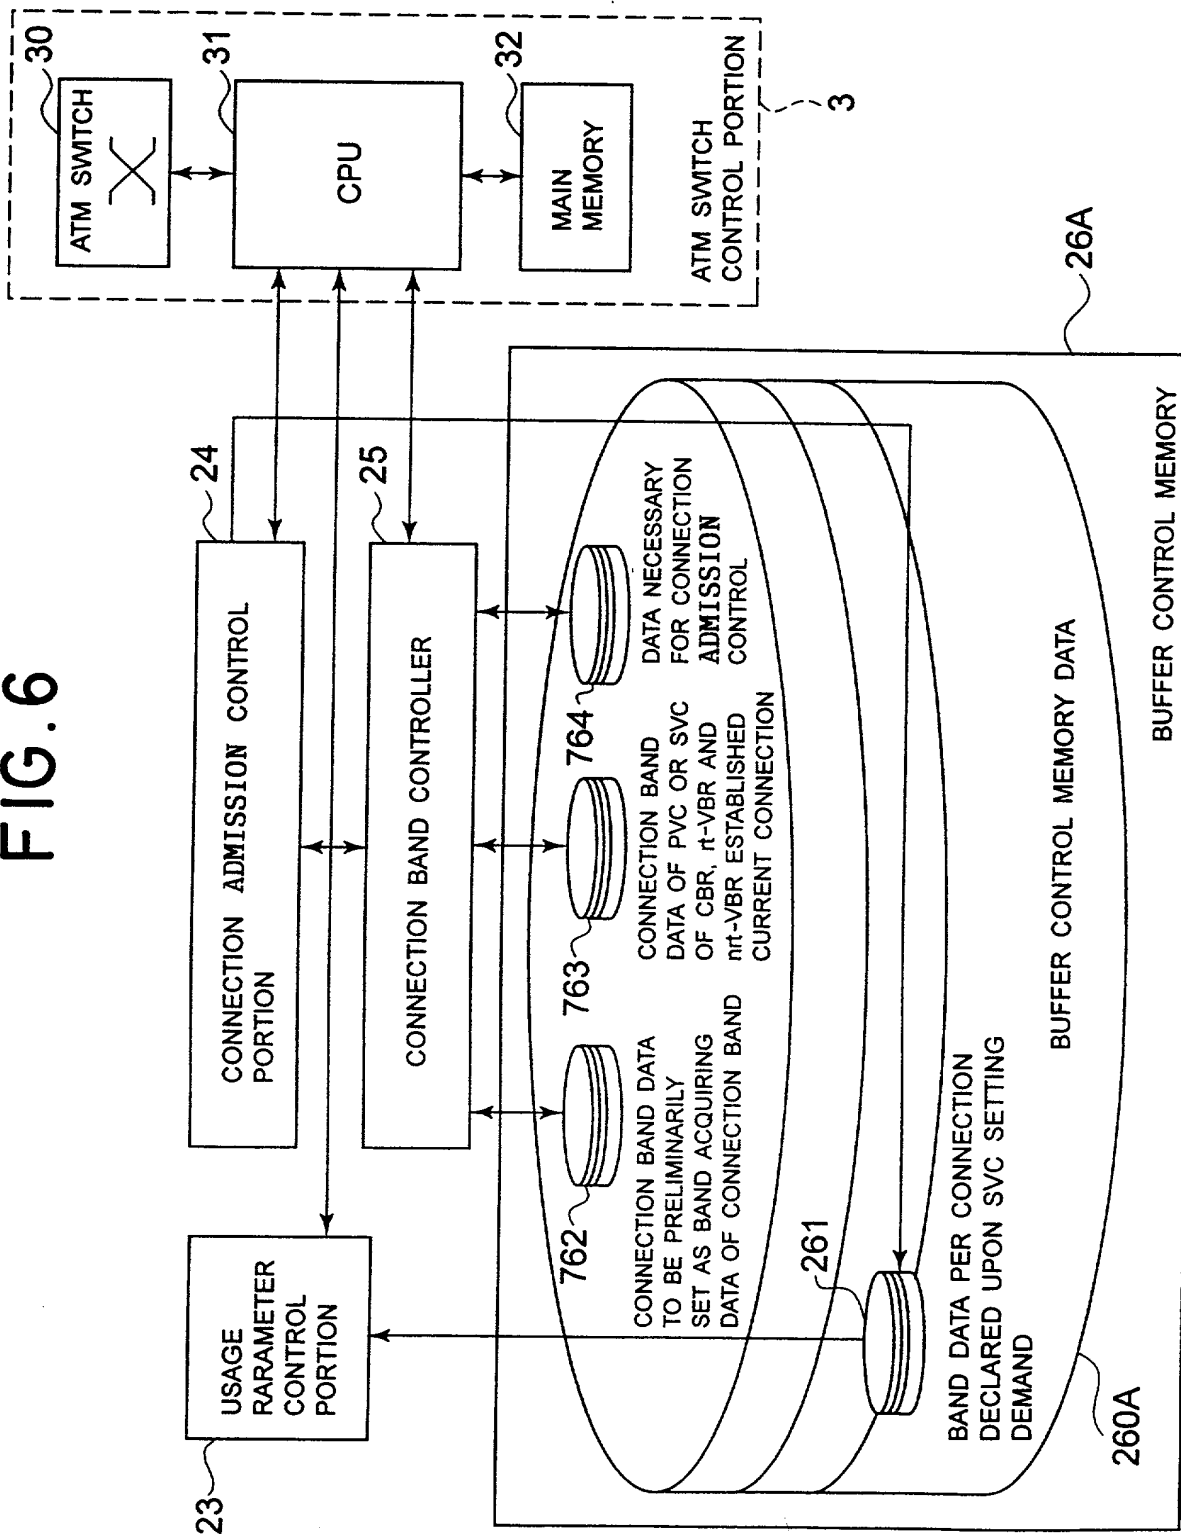 FIG.6
23
USAGE
RARAMETER
CONTROL
PORTION
24
CONNECTION ADMISSION CONTROL
PORTION
25
CONNECTION BAND CONTROLLER
30
ATM SWITCH
31
CPU
32
MAIN
MEMORY
ATM SWITCH
CONTROL PORTION
3
26A
762
CONNECTION BAND DATA
TO BE PRELIMINARILY
SET AS BAND ACQUIRING
DATA OF CONNECTION BAND
763
CONNECTION BAND
DATA OF PVC OR SVC
OF CBR, rt-VBR AND
nrt-VBR ESTABLISHED
CURRENT CONNECTION
764
DATA NECESSARY
FOR CONNECTION
ADMISSION
CONTROL
261
BAND DATA PER CONNECTION
DECLARED UPON SVC SETTING
DEMAND
260A
BUFFER CONTROL MEMORY DATA
BUFFER CONTROL MEMORY